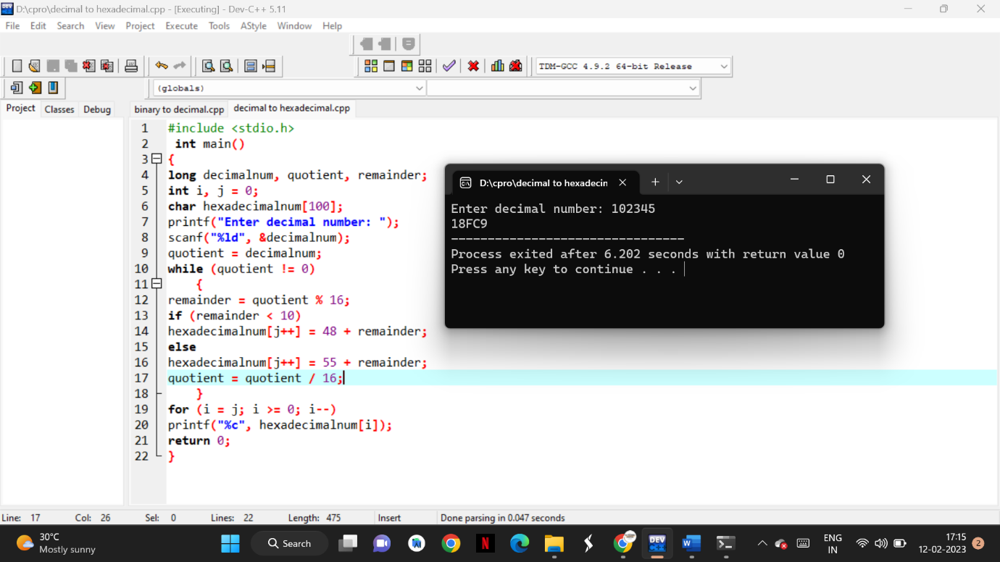 D:\cpro\decimal to hexadecimal.cpp - [Executing] - Dev-C++ 5.11
File Edit Search View Project Execute Tools AStyle Window Help
TDM-GCC 4.9.2 64-bit Release
(globals)
Project Classes Debug
binary to decimal.cpp decimal to hexadecimal.cpp
1 #include <stdio.h>
2 int main()
3 {
4 long decimalnum, quotient, remainder;
5 int i, j = 0;
6 char hexadecimalnum[100];
7 printf("Enter decimal number: ");
8 scanf("%ld", &decimalnum);
9 quotient = decimalnum;
10 while (quotient != 0)
11 {
12 remainder = quotient % 16;
13 if (remainder < 10)
14 hexadecimalnum[j++] = 48 + remainder;
15 else
16 hexadecimalnum[j++] = 55 + remainder;
17 quotient = quotient / 16;
18 }
19 for (i = j; i >= 0; i--)
20 printf("%c", hexadecimalnum[i]);
21 return 0;
22 }
D:\cpro\decimal to hexadecin
Enter decimal number: 102345
18FC9
--------------------------------
Process exited after 6.202 seconds with return value 0
Press any key to continue . . .
Line: 17 Col: 26 Sel: 0 Lines: 22 Length: 475 Insert Done parsing in 0.047 seconds
30°C
Mostly sunny
Search
N
DEV
C++
W
ENG
IN
17:15
12-02-2023
2